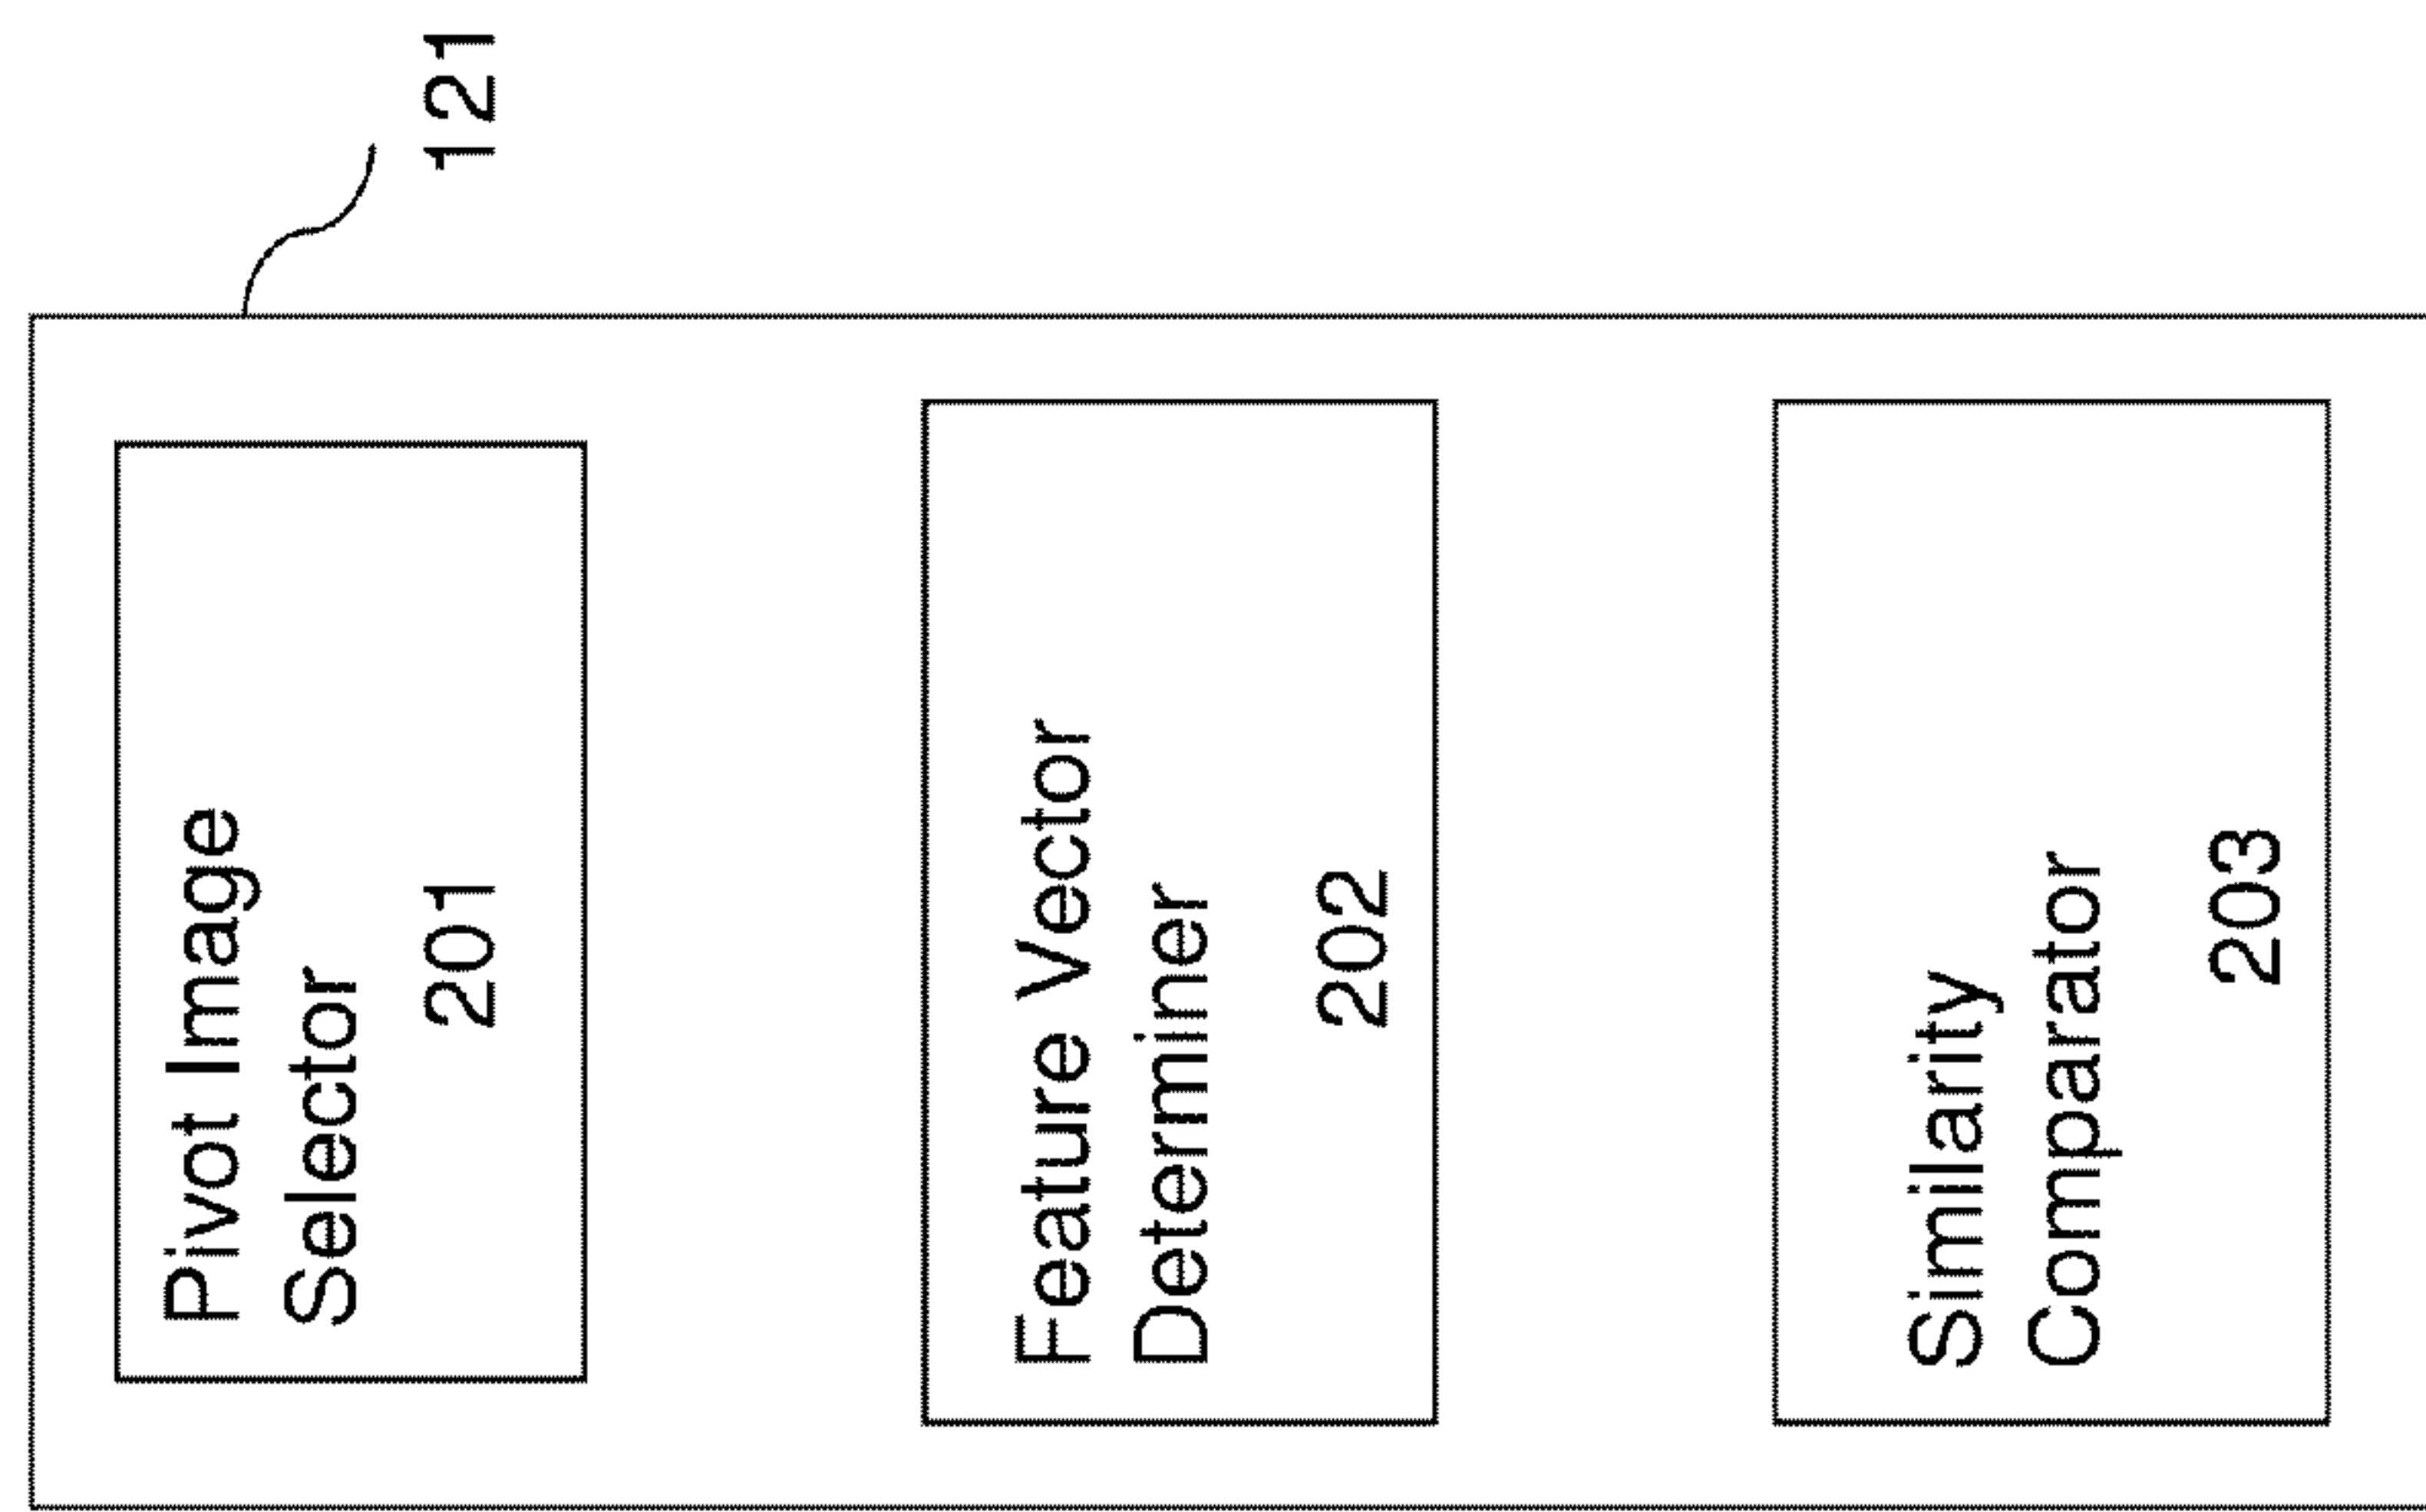 121
Pivot Image
Selector
201
Feature Vector
Determiner
202
Similarity
Comparator
203